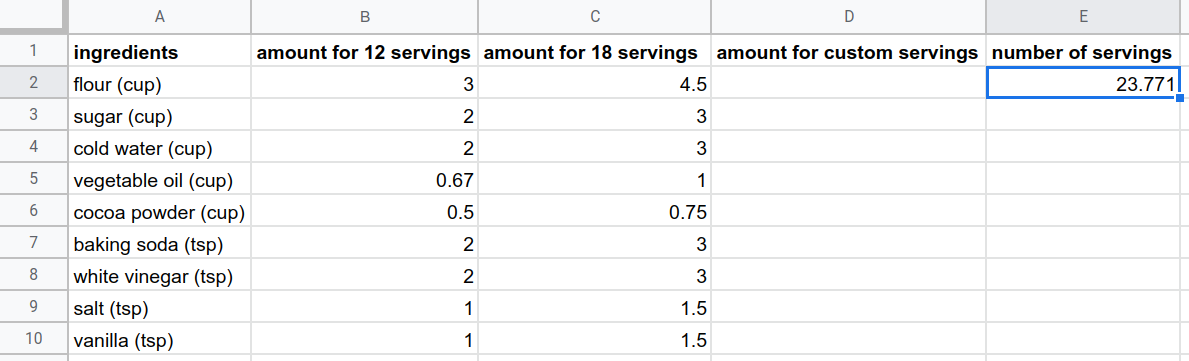 A B C D E
1 ingredients amount for 12 servings amount for 18 servings amount for custom servings number of servings
2 flour (cup) 3 4.5 23.771
3 sugar (cup) 2 3
4 cold water (cup) 2 3
5 vegetable oil (cup) 0.67 1
6 cocoa powder (cup) 0.5 0.75
7 baking soda (tsp) 2 3
8 white vinegar (tsp) 2 3
9 salt (tsp) 1 1.5
10 vanilla (tsp) 1 1.5